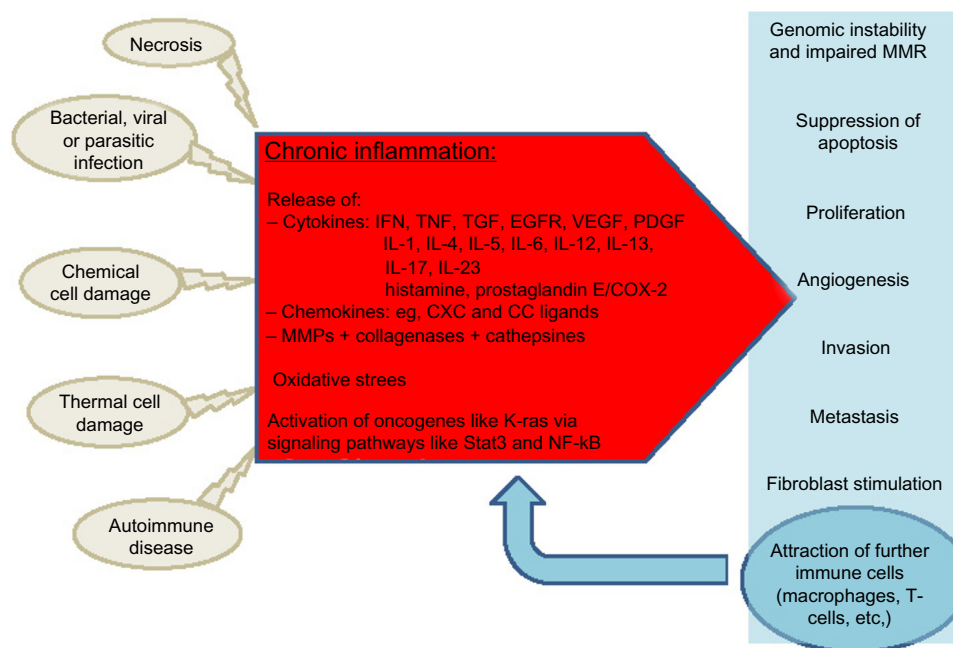 Necrosis
Bacterial, viral
or parasitic
infection
Chemical
cell damage
Thermal cell
damage
Autoimmune
disease
Chronic inflammation:
Release of:
– Cytokines: IFN, TNF, TGF, EGFR, VEGF, PDGF
IL-1, IL-4, IL-5, IL-6, IL-12, IL-13,
IL-17, IL-23
histamine, prostaglandin E/COX-2
– Chemokines: eg, CXC and CC ligands
– MMPs + collagenases + cathepsines
Oxidative strees
Activation of oncogenes like K-ras via
signaling pathways like Stat3 and NF-kB
Genomic instability
and impaired MMR
Suppression of
apoptosis
Proliferation
Angiogenesis
Invasion
Metastasis
Fibroblast stimulation
Attraction of further
immune cells
(macrophages, T-
cells, etc,)